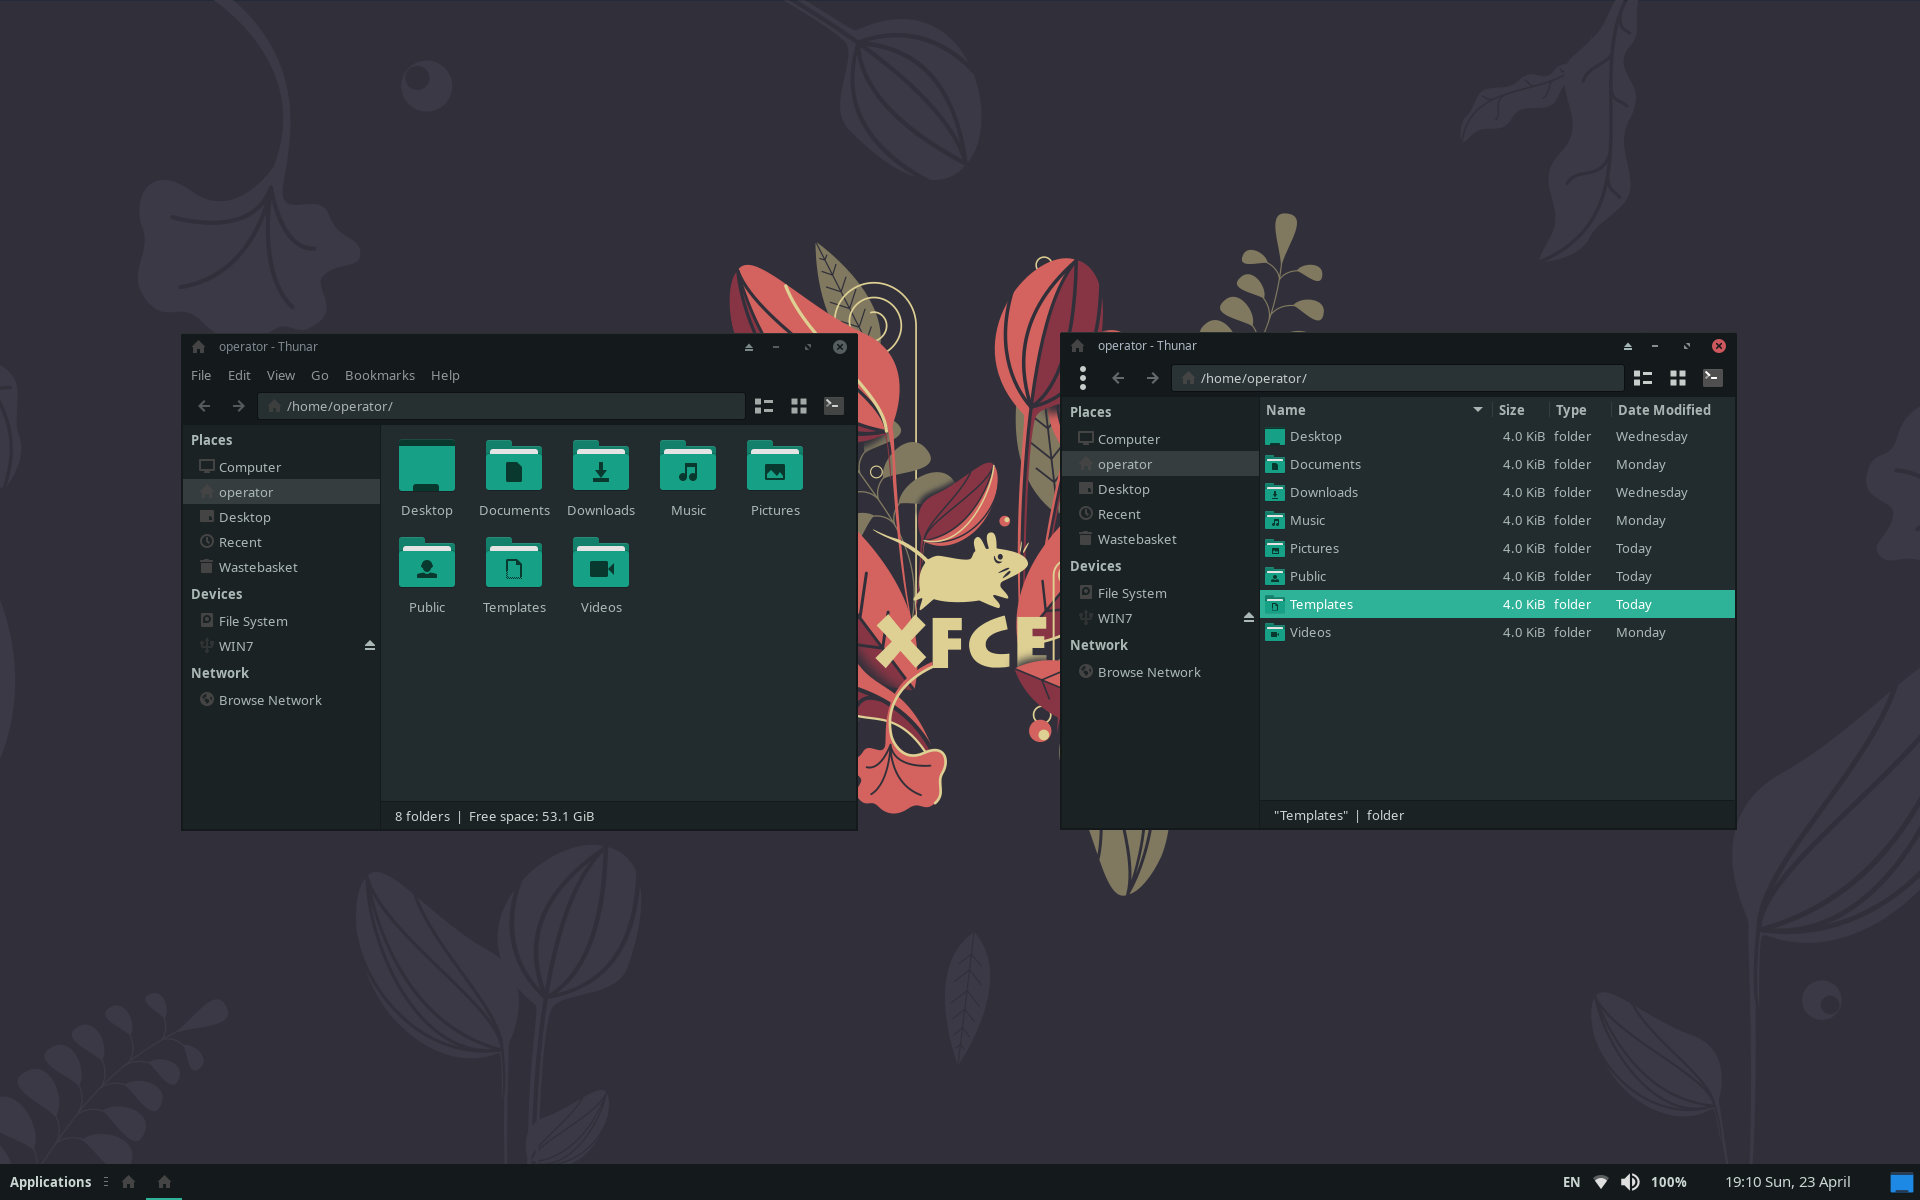 operator - Thunar
File Edit View Go Bookmarks Help
/home/operator/
Places
Computer
operator
Desktop
Recent
Wastebasket
Devices
File System
WIN7
Network
Browse Network
Desktop Documents Downloads Music Pictures
Public Templates Videos
8 folders | Free space: 53.1 GiB
XFCE
operator - Thunar
/home/operator/
Places
Computer
operator
Desktop
Recent
Wastebasket
Devices
File System
WIN7
Network
Browse Network
Name Size Type Date Modified
Desktop 4.0 KiB folder Wednesday
Documents 4.0 KiB folder Monday
Downloads 4.0 KiB folder Wednesday
Music 4.0 KiB folder Monday
Pictures 4.0 KiB folder Today
Public 4.0 KiB folder Today
Templates 4.0 KiB folder Today
Videos 4.0 KiB folder Monday
"Templates" | folder
Applications EN 100% 19:10 Sun, 23 April